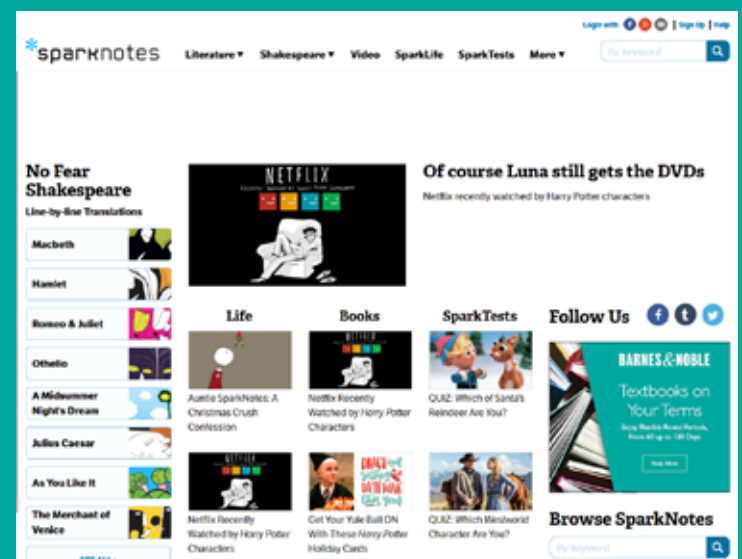 Login with | Sign Up | Help
*sparknotes
Literature ▾ Shakespeare ▾ Video SparkLife SparkTests More ▾
By keyword
No Fear
Shakespeare
Line-by-line Translations
Macbeth
Hamlet
Romeo & Juliet
Othello
A Midsummer
Night's Dream
Julius Caesar
As You Like It
The Merchant of
Venice
NETFLIX
Of course Luna still gets the DVDs
Netflix recently watched by Harry Potter characters
Life
Auntie SparkNotes: A
Christmas Crush
Confession
Netflix Recently
Watched by Harry Potter
Characters
Books
NETFLIX
Netflix Recently
Watched by Harry Potter
Characters
Get Your Yule Ball ON
With These Harry Potter
Holiday Cards
SparkTests
QUIZ: Which of Santa's
Reindeer Are You?
QUIZ: Which Westworld
Character Are You?
Follow Us
BARNES & NOBLE
Textbooks on
Your Terms
Browse SparkNotes
By keyword